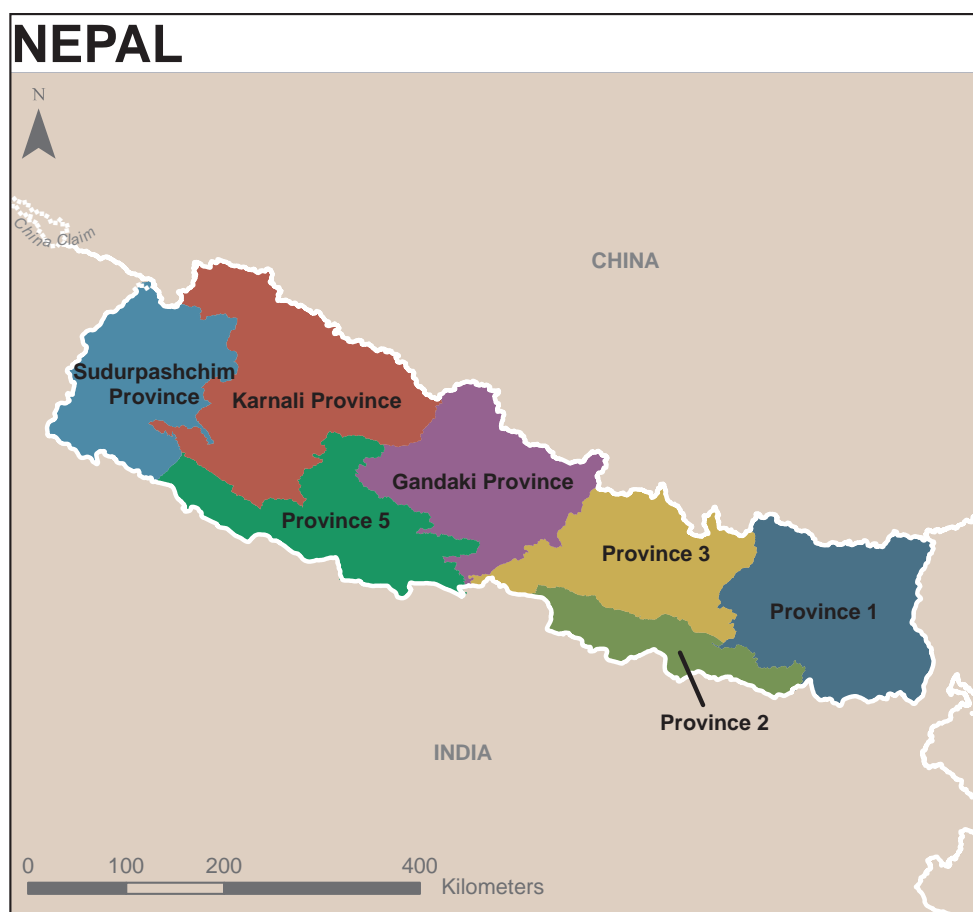 NEPAL
N
China Claim
CHINA
Sudurpashchim
Province
Karnali Province
Gandaki Province
Province 5
Province 3
Province 1
Province 2
INDIA
0 100 200 400
Kilometers